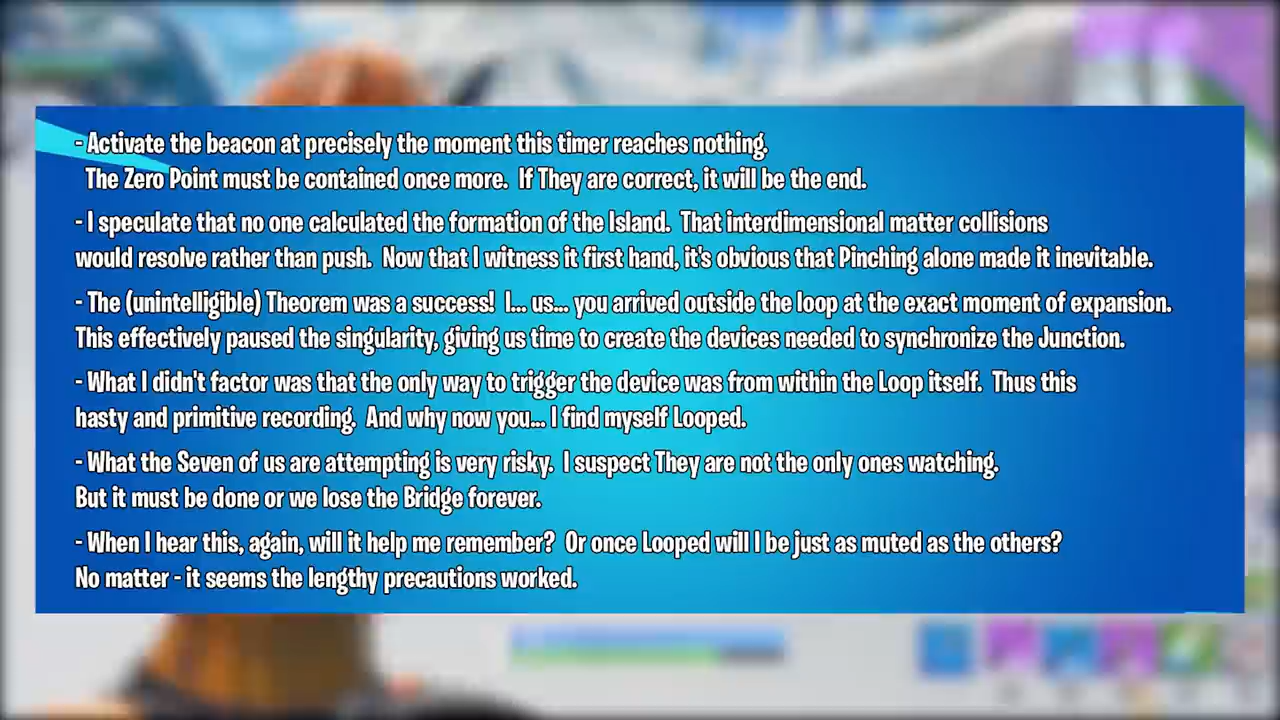 - Activate the beacon at precisely the moment this timer reaches nothing.
The Zero Point must be contained once more. If They are correct, it will be the end.
- I speculate that no one calculated the formation of the Island. That interdimensional matter collisions
would resolve rather than push. Now that I witness it first hand, it's obvious that Pinching alone made it inevitable.
- The (unintelligible) Theorem was a success! I... us... you arrived outside the loop at the exact moment of expansion.
This effectively paused the singularity, giving us time to create the devices needed to synchronize the Junction.
- What I didn't factor was that the only way to trigger the device was from within the Loop itself. Thus this
hasty and primitive recording. And why now you... I find myself Looped.
- What the Seven of us are attempting is very risky. I suspect They are not the only ones watching.
But it must be done or we lose the Bridge forever.
- When I hear this, again, will it help me remember? Or once Looped will I be just as muted as the others?
No matter - it seems the lengthy precautions worked.